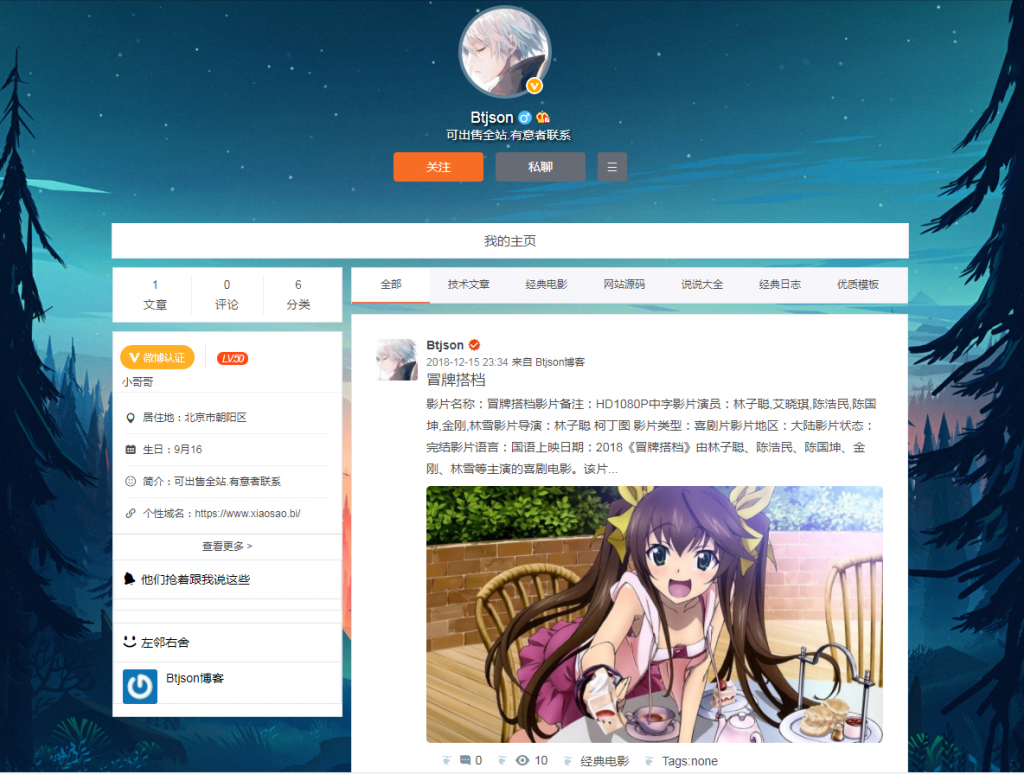 Btjson
可出售全站.有意者联系
关注 私聊
我的主页
1 0 6
文章 评论 分类
全部 技术文章 经典电影 网站源码 说说大全 经典日志 优质模板
微博认证 LV50
小哥哥
居住地：北京市朝阳区
生日：9月16
简介：可出售全站.有意者联系
个性域名：https://www.xiaosao.bi/
查看更多 >
他们抢着跟我说这些
左邻右舍
Btjson博客
Btjson
2018-12-15 23:34 来自 Btjson博客
冒牌搭档
影片名称：冒牌搭档影片备注：HD1080P中字影片演员：林子聪,艾晓琪,陈浩民,陈国
坤,金刚,林雪影片导演：林子聪 柯丁图 影片类型：喜剧片影片地区：大陆影片状态：
完结影片语言：国语上映日期：2018《冒牌搭档》由林子聪、陈浩民、陈国坤、金
刚、林雪等主演的喜剧电影。该片...
0 10 经典电影 Tags:none